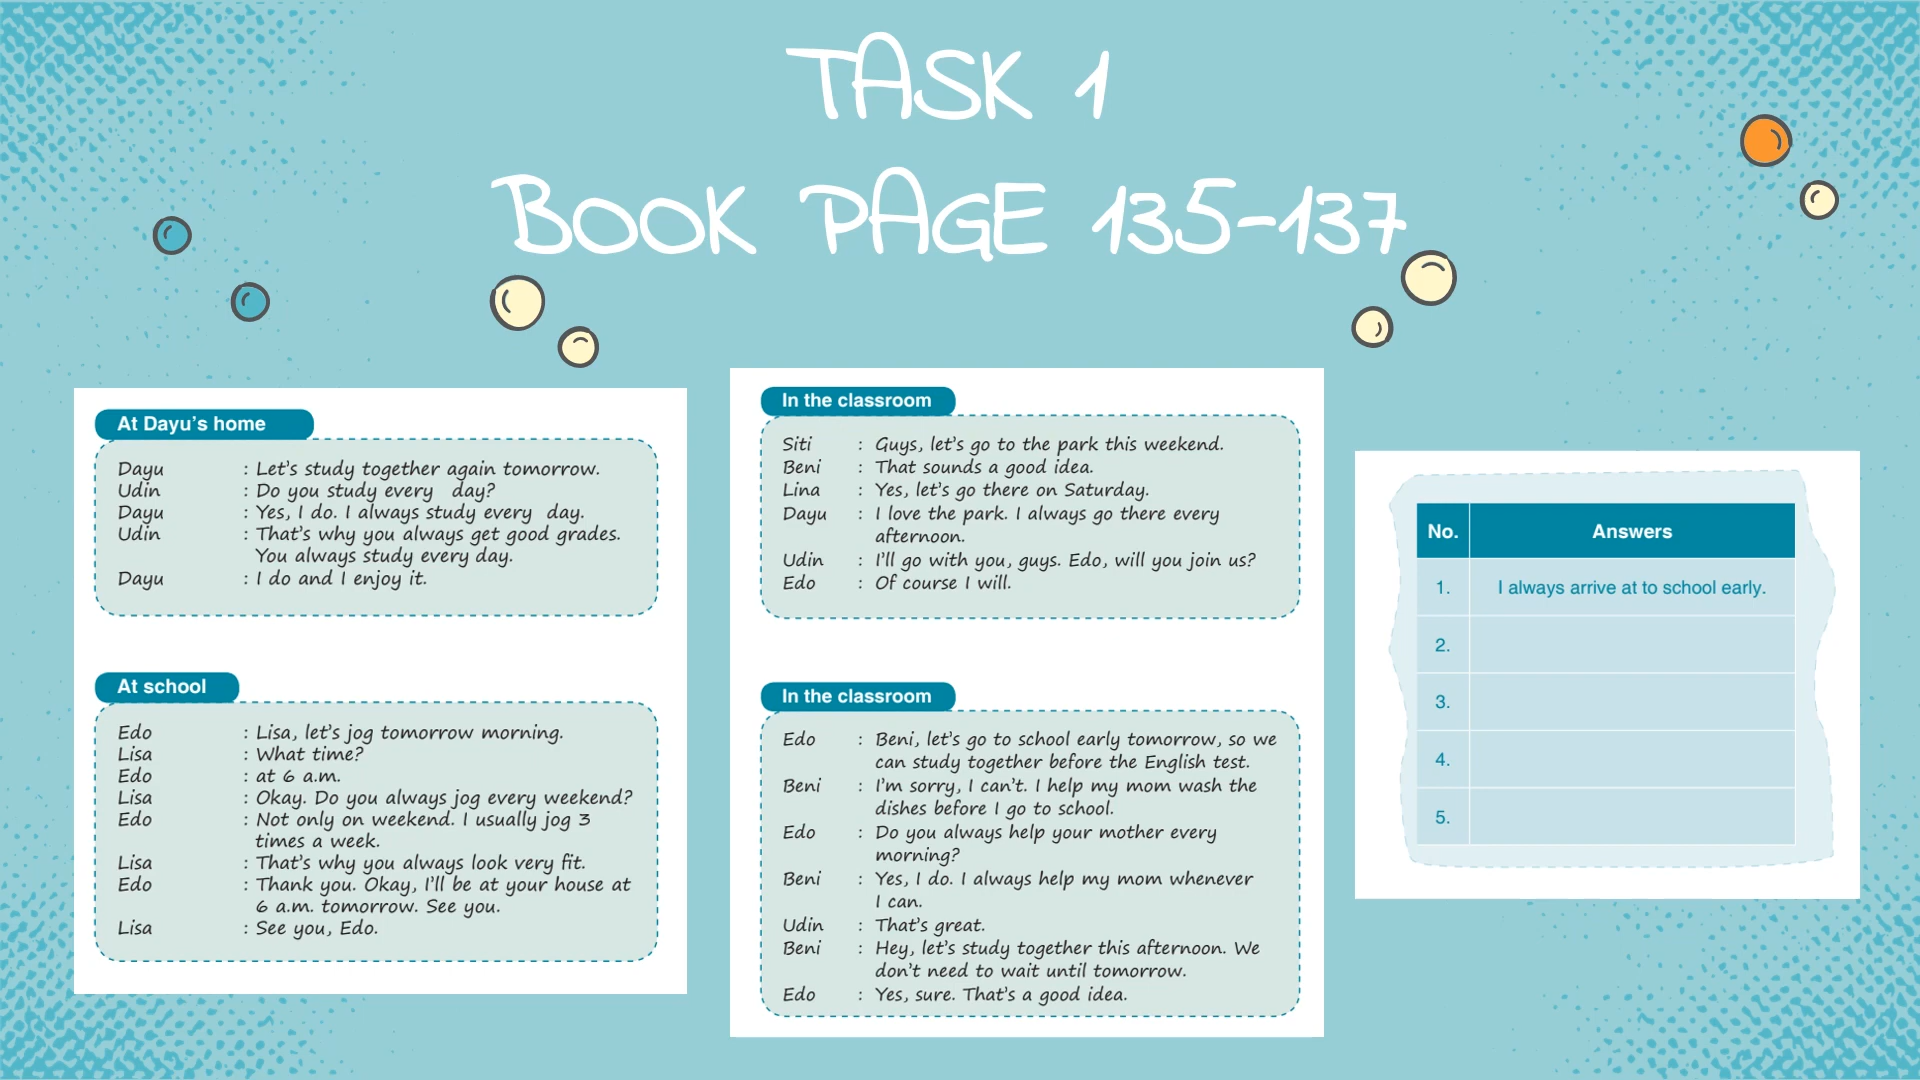 TASK 1
BOOK PAGE 135-137
At Dayu's home
Dayu : Let's study together again tomorrow.
Udin : Do you study every day?
Dayu : Yes, I do. I always study every day.
Udin : That's why you always get good grades.
You always study every day.
Dayu : I do and I enjoy it.
At school
Edo : Lisa, let's jog tomorrow morning.
Lisa : What time?
Edo : at 6 a.m.
Lisa : Okay. Do you always jog every weekend?
Edo : Not only on weekend. I usually jog 3
times a week.
Lisa : That's why you always look very fit.
Edo : Thank you. Okay, I'll be at your house at
6 a.m. tomorrow. See you.
Lisa : See you, Edo.
In the classroom
Siti : Guys, let's go to the park this weekend.
Beni : That sounds a good idea.
Lina : Yes, let's go there on Saturday.
Dayu : I love the park. I always go there every
afternoon.
Udin : I'll go with you, guys. Edo, will you join us?
Edo : Of course I will.
In the classroom
Edo : Beni, let's go to school early tomorrow, so we
can study together before the English test.
Beni : I'm sorry, I can't. I help my mom wash the
dishes before I go to school.
Edo : Do you always help your mother every
morning?
Beni : Yes, I do. I always help my mom whenever
I can.
Udin : That's great.
Beni : Hey, let's study together this afternoon. We
don't need to wait until tomorrow.
Edo : Yes, sure. That's a good idea.
No. Answers
1. I always arrive at to school early.
2.
3.
4.
5.